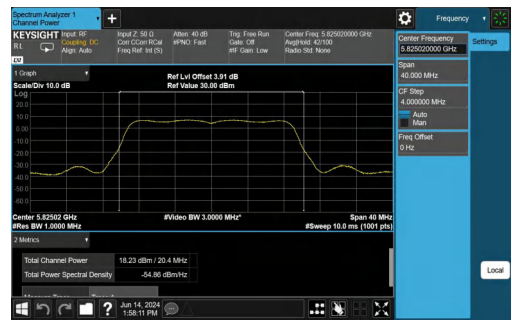 Spectrum Analyzer 1
Channel Power
+
Frequency
KEYSIGHT
RL
LXI
Input: RF
Coupling: DC
Align: Auto
Input Z: 50 Ω
Corr CCorr RCal
Freq Ref: Int (S)
Atten: 40 dB
#PNO: Fast
Trig: Free Run
Gate: Off
#IF Gain: Low
Center Freq: 5.825020000 GHz
Avg|Hold: 42/100
Radio Std: None
Center Frequency
5.825020000 GHz
Settings
Span
40.000 MHz
CF Step
4.000000 MHz
Auto
Man
Freq Offset
0 Hz
Local
1 Graph
Scale/Div 10.0 dB
Ref Lvl Offset 3.91 dB
Ref Value 30.00 dBm
Log
20.0
10.0
0.00
-10.0
-20.0
-30.0
-40.0
-50.0
-60.0
Center 5.82502 GHz
#Res BW 1.0000 MHz
#Video BW 3.0000 MHz*
Span 40 MHz
#Sweep 10.0 ms (1001 pts)
2 Metrics
Total Channel Power 18.23 dBm / 20.4 MHz
Total Power Spectral Density -54.86 dBm/Hz
?
Jun 14, 2024
1:58:11 PM